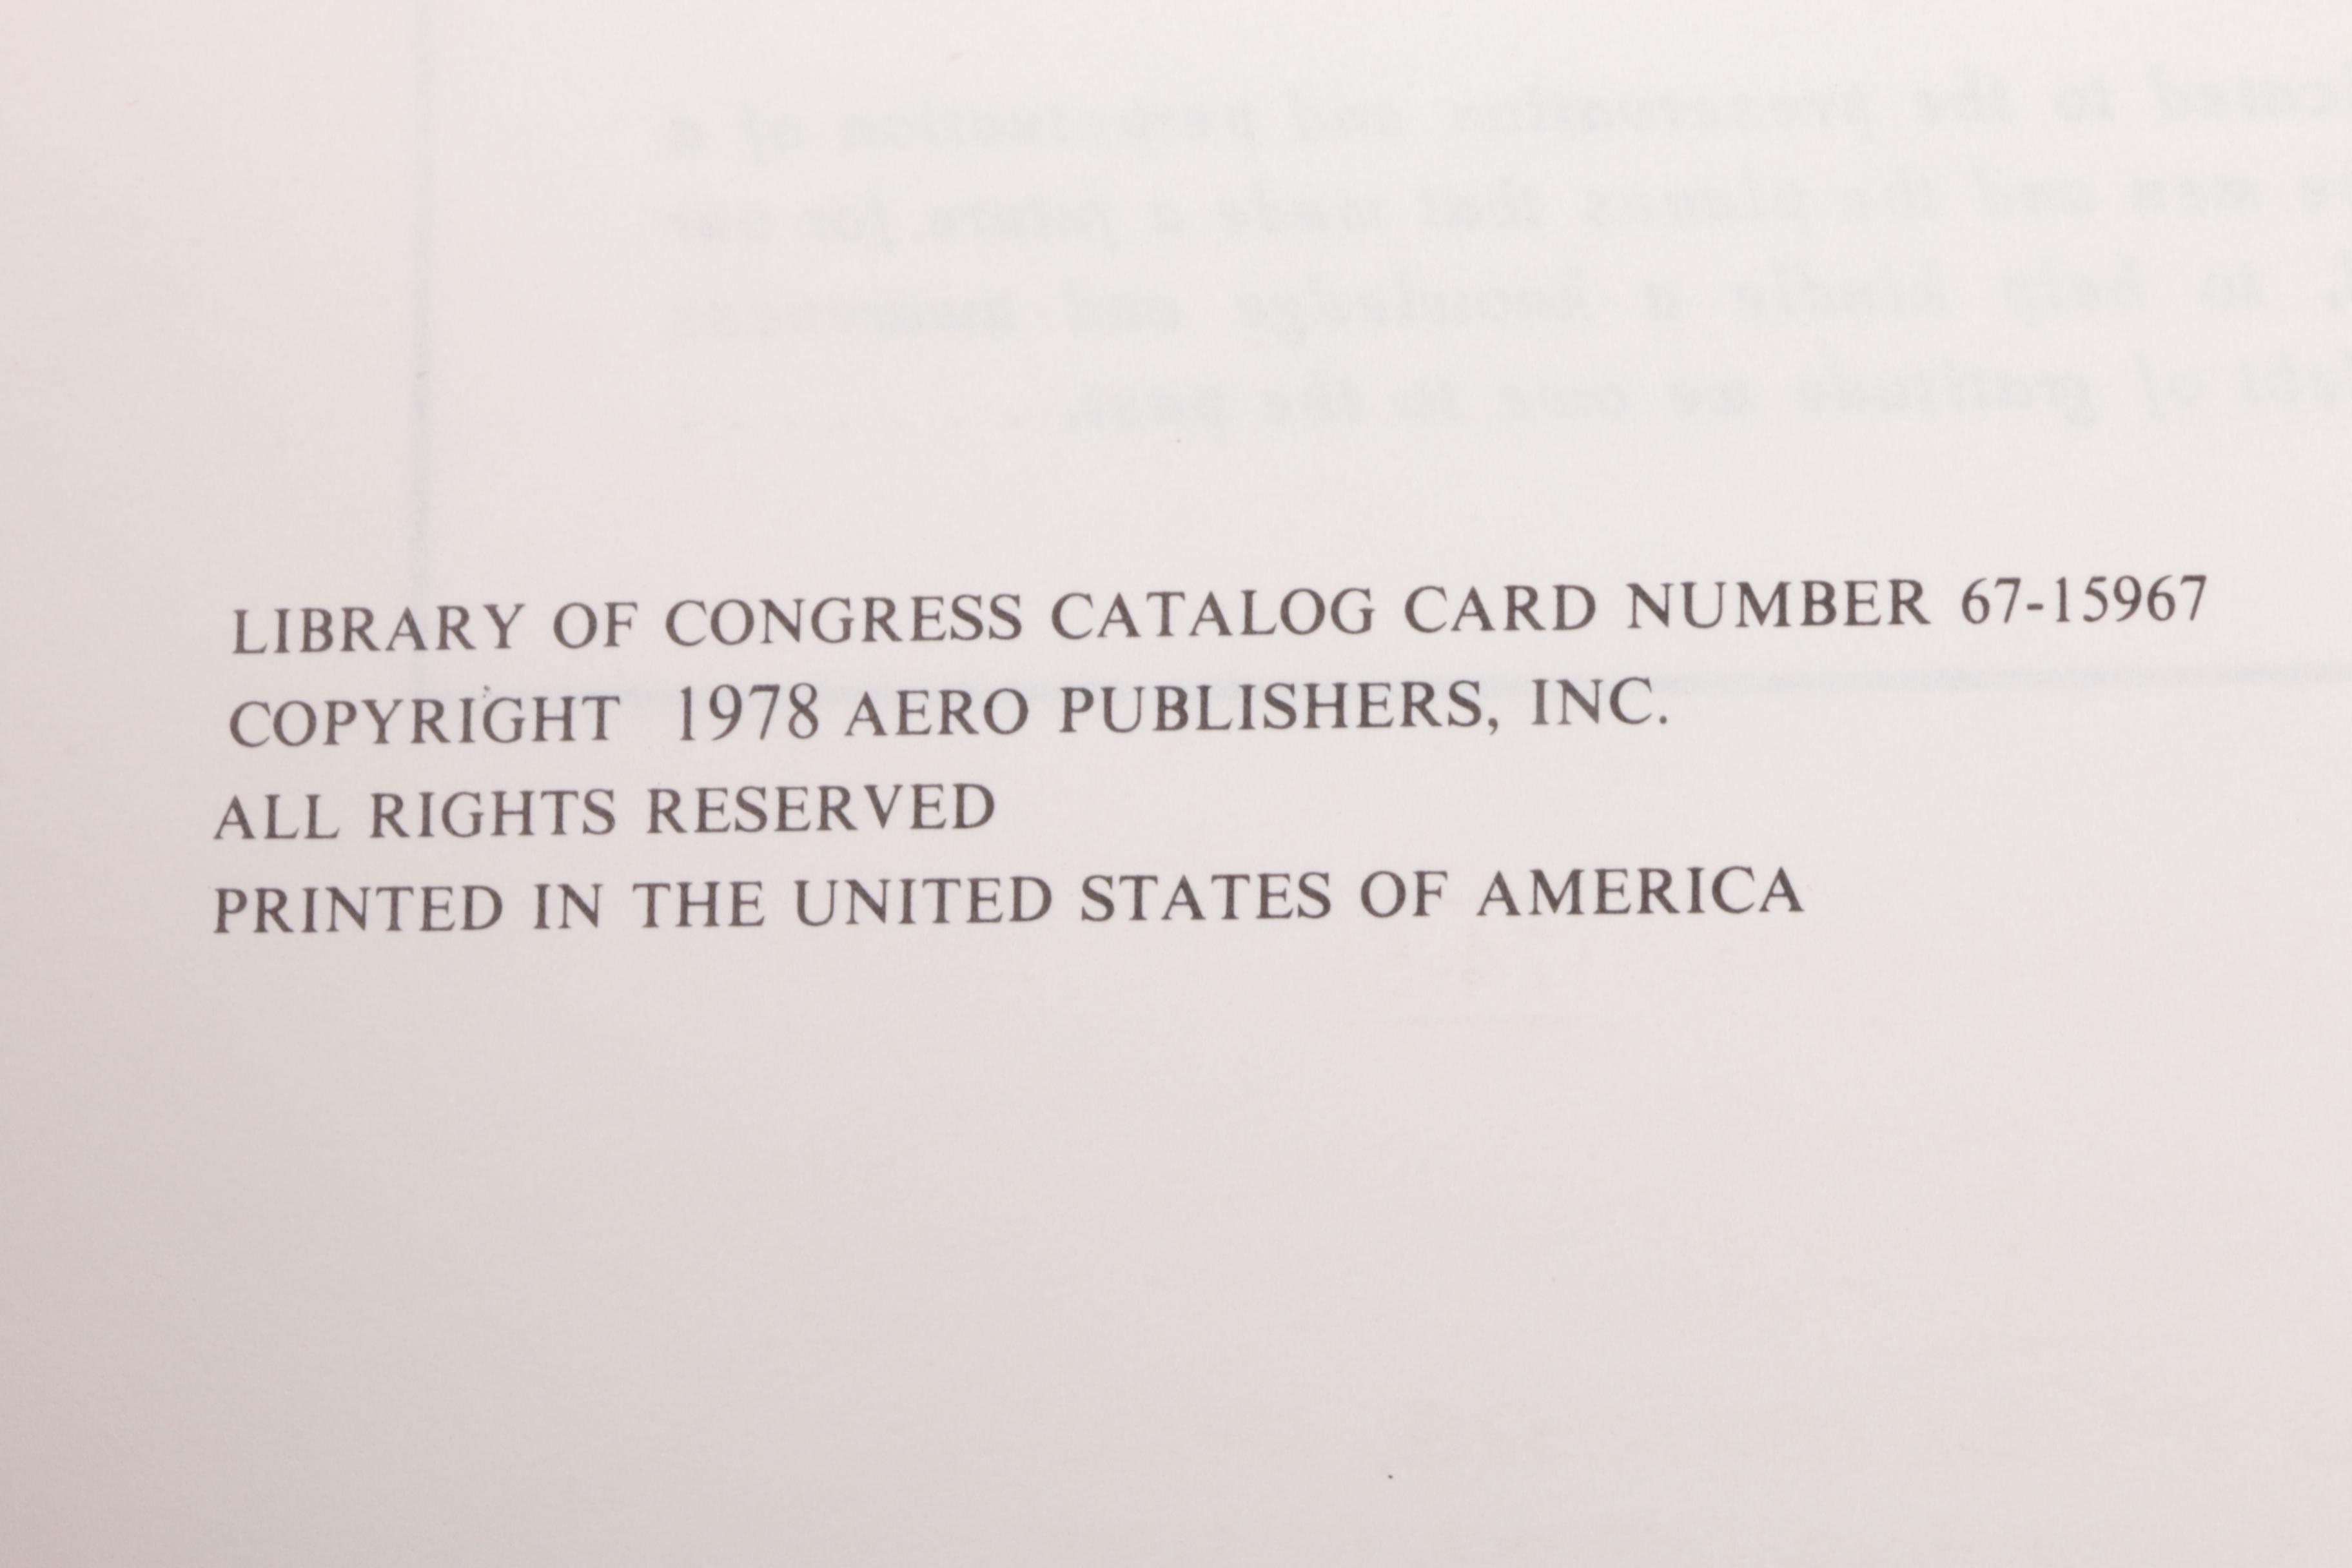 LIBRARY OF CONGRESS CATALOG CARD NUMBER 67-15967
COPYRIGHT 1978 AERO PUBLISHERS, INC.
ALL RIGHTS RESERVED
PRINTED IN THE UNITED STATES OF AMERICA